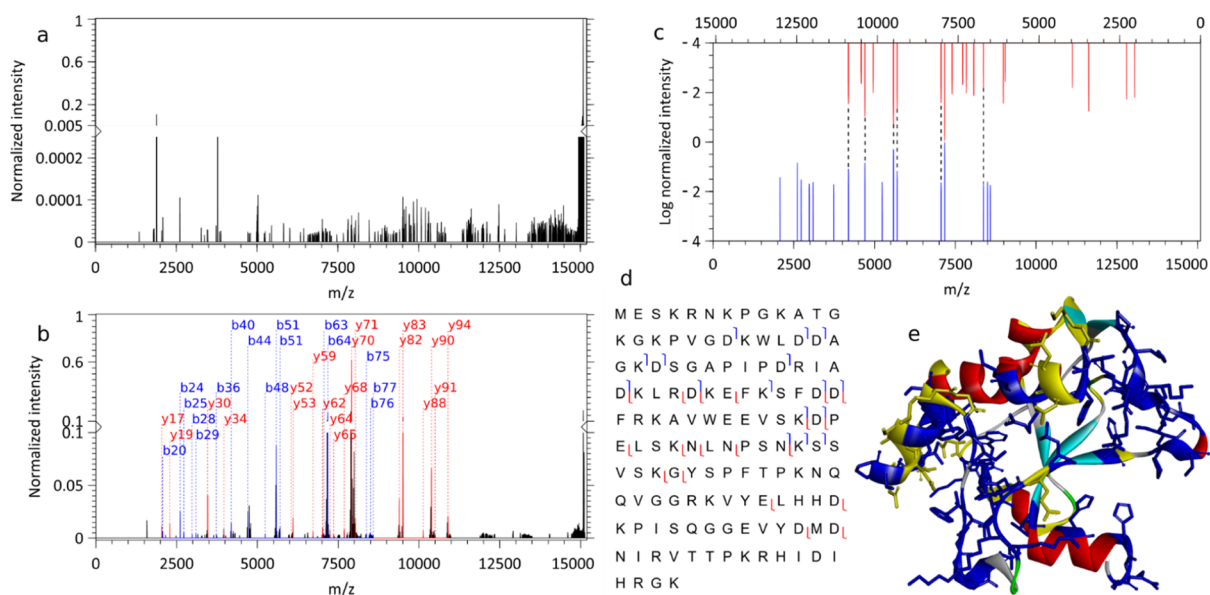 a
Normalized intensity
1
0.6
0.2
0.005
0.0002
0.0001
0
0 2500 5000 7500 10000 12500 15000
m/z
b
Normalized intensity
1
0.6
0.1
0.1
0.05
0
b40 b51 b63 y71 y83 y94
b44 b51 b64 y70 y82 y90
y59 b75
b24 b36 b48 y52 y68 b77 y91
b25 y30 y53 y62 b76 y88
y17 b28 y34 y64
y19 b29 y65
b20
0 2500 5000 7500 10000 12500 15000
m/z
c
15000 12500 10000 7500 5000 2500 0
Log normalized intensity
- 4
- 2
0
- 2
- 4
0 2500 5000 7500 10000 12500 15000
m/z
d
M E S K R N K P G K A T G
K G K P V G D K W L D D A
G K D S G A P I P D R I A
D K L R D K E F K S F D D
F R K A V W E E V S K D P
E L S K N L N P S N K S S
V S K G Y S P F T P K N Q
Q V G G R K V Y E L H H D
K P I S Q G G E V Y D M D
N I R V T T P K R H I D I
H R G K
e